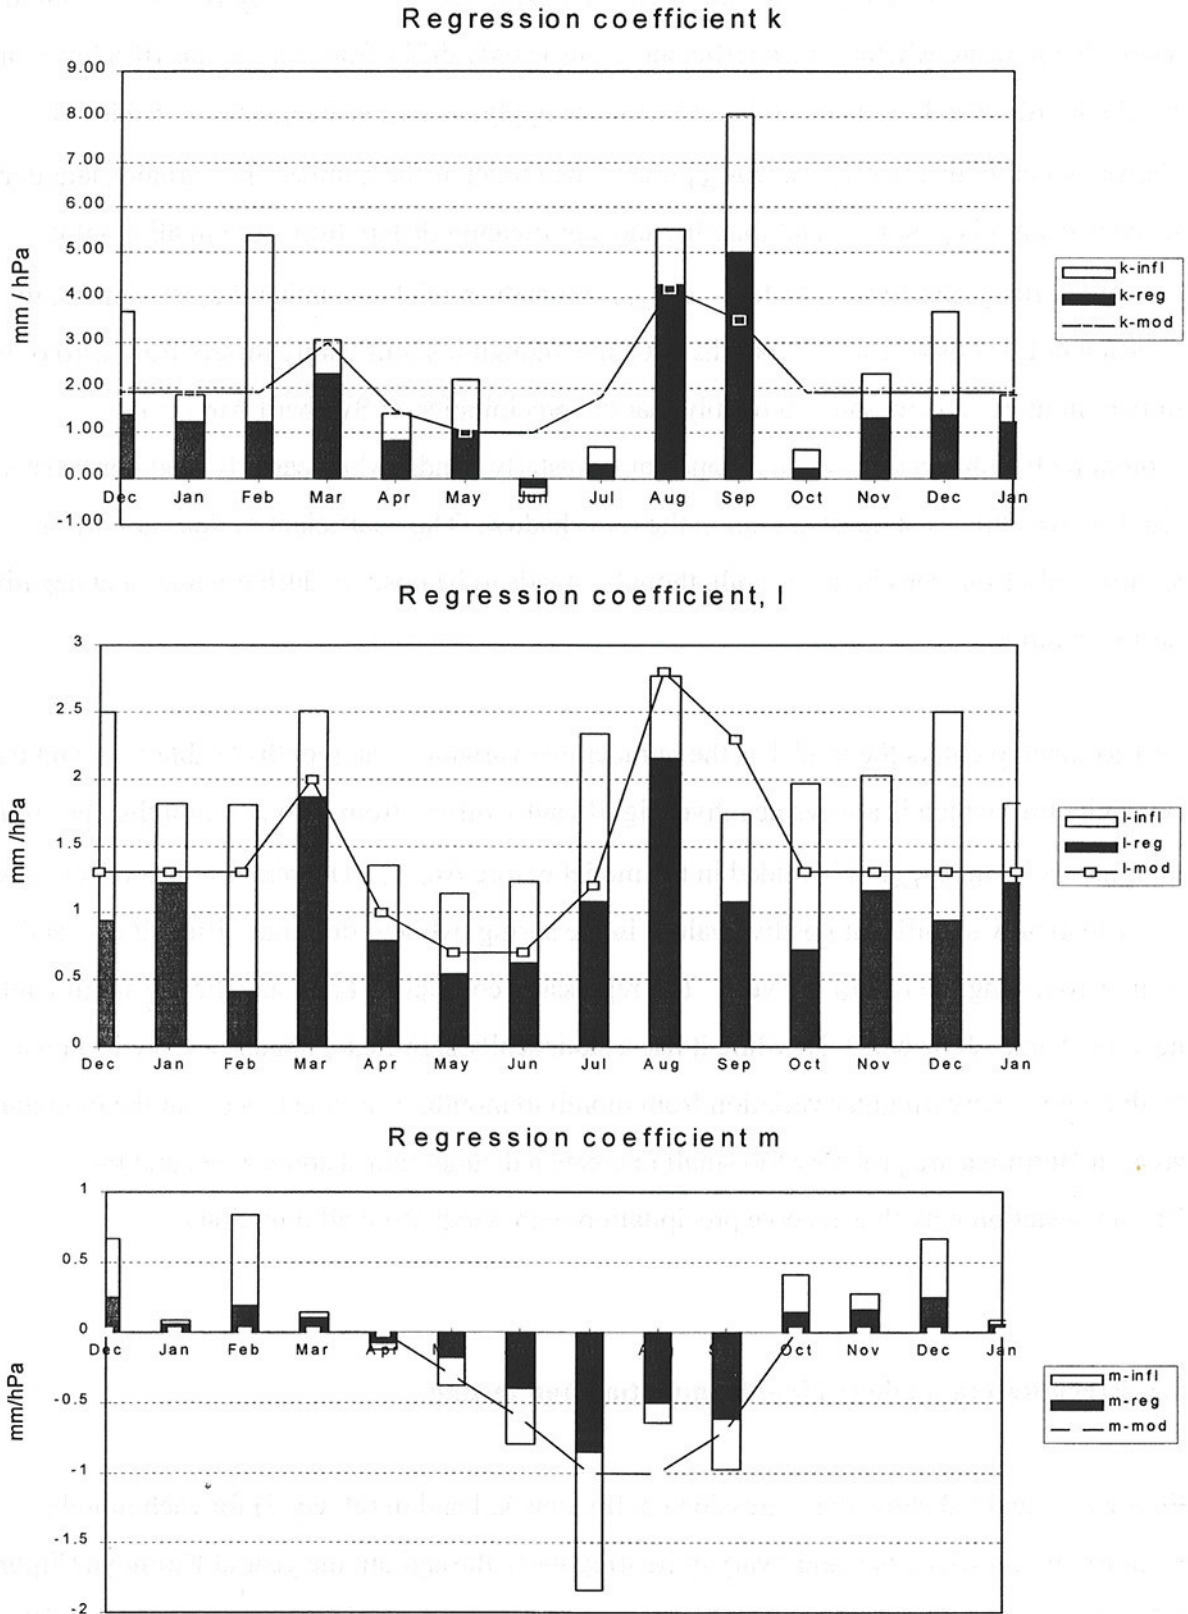 Regression coefficient k
9.00
8.00
7.00
6.00
5.00
4.00
3.00
2.00
1.00
0.00
-1.00
mm / hPa
Dec Jan Feb Mar Apr May Jun Jul Aug Sep Oct Nov Dec Jan
k-infl
k-reg
k-mod
Regression coefficient, l
3
2.5
2
1.5
1
0.5
0
mm /hPa
Dec Jan Feb Mar Apr May Jun Jul Aug Sep Oct Nov Dec Jan
l-infl
l-reg
l-mod
Regression coefficient m
1
0.5
0
-0.5
-1
-1.5
-2
mm/hPa
Dec Jan Feb Mar Apr Oct Nov Dec Jan
m-infl
m-reg
m-mod